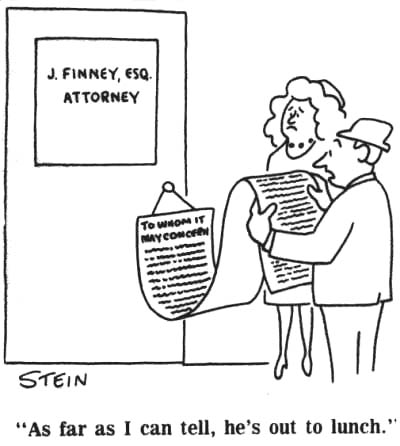 J. FINNEY, ESQ.
ATTORNEY
TO WHOM IT
MAY CONCERN
STEIN
"As far as I can tell, he's out to lunch."